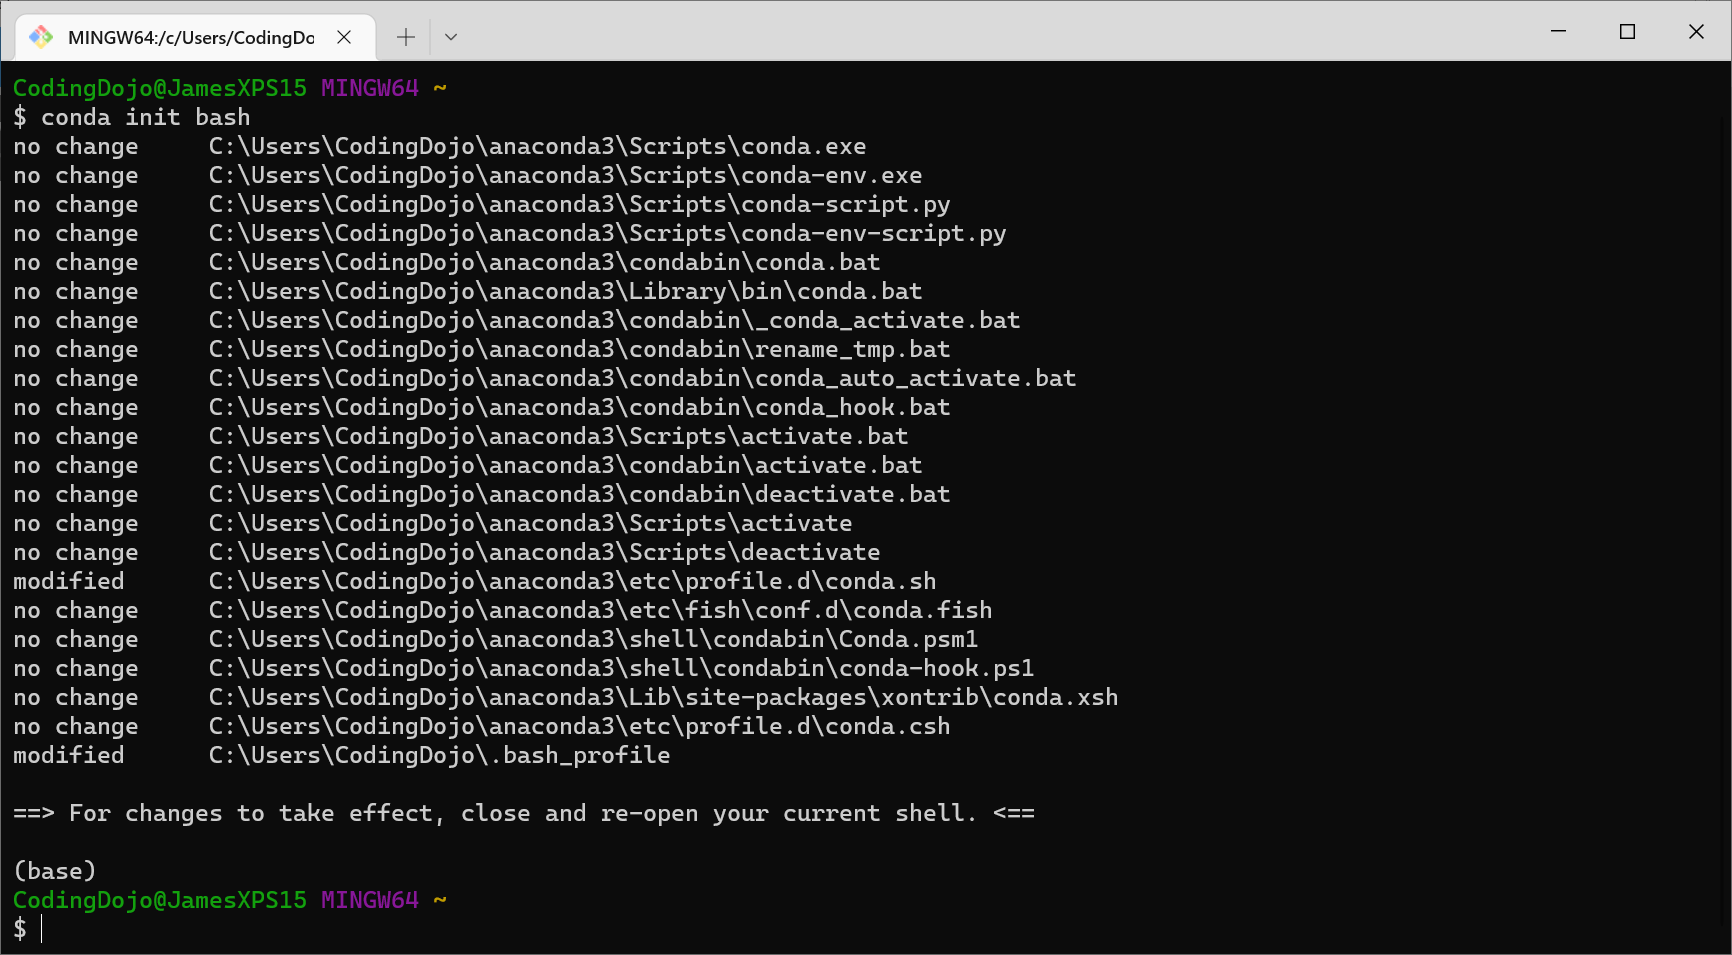 MINGW64:/c/Users/CodingDo
CodingDojo@JamesXPS15 MINGW64 ~
$ conda init bash
no change     C:\Users\CodingDojo\anaconda3\Scripts\conda.exe
no change     C:\Users\CodingDojo\anaconda3\Scripts\conda-env.exe
no change     C:\Users\CodingDojo\anaconda3\Scripts\conda-script.py
no change     C:\Users\CodingDojo\anaconda3\Scripts\conda-env-script.py
no change     C:\Users\CodingDojo\anaconda3\condabin\conda.bat
no change     C:\Users\CodingDojo\anaconda3\Library\bin\conda.bat
no change     C:\Users\CodingDojo\anaconda3\condabin\_conda_activate.bat
no change     C:\Users\CodingDojo\anaconda3\condabin\rename_tmp.bat
no change     C:\Users\CodingDojo\anaconda3\condabin\conda_auto_activate.bat
no change     C:\Users\CodingDojo\anaconda3\condabin\conda_hook.bat
no change     C:\Users\CodingDojo\anaconda3\Scripts\activate.bat
no change     C:\Users\CodingDojo\anaconda3\condabin\activate.bat
no change     C:\Users\CodingDojo\anaconda3\condabin\deactivate.bat
no change     C:\Users\CodingDojo\anaconda3\Scripts\activate
no change     C:\Users\CodingDojo\anaconda3\Scripts\deactivate
modified      C:\Users\CodingDojo\anaconda3\etc\profile.d\conda.sh
no change     C:\Users\CodingDojo\anaconda3\etc\fish\conf.d\conda.fish
no change     C:\Users\CodingDojo\anaconda3\shell\condabin\Conda.psm1
no change     C:\Users\CodingDojo\anaconda3\shell\condabin\conda-hook.ps1
no change     C:\Users\CodingDojo\anaconda3\Lib\site-packages\xontrib\conda.xsh
no change     C:\Users\CodingDojo\anaconda3\etc\profile.d\conda.csh
modified      C:\Users\CodingDojo\.bash_profile
==> For changes to take effect, close and re-open your current shell. <==
(base)
CodingDojo@JamesXPS15 MINGW64 ~
$